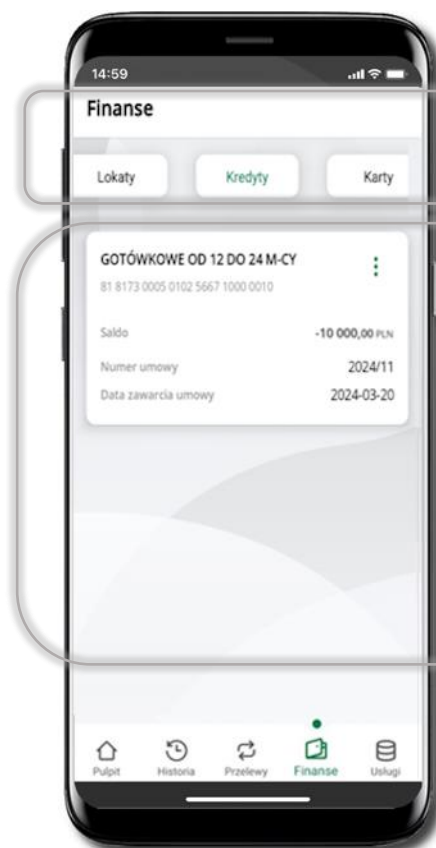 14:59
Finanse
Lokaty Kredyty Karty
GOTÓWKOWE OD 12 DO 24 M-CY
81 8173 0005 0102 5667 1000 0010
Saldo -10 000,00 PLN
Numer umowy 2024/11
Data zawarcia umowy 2024-03-20
Pulpit Historia Przelewy Finanse Usługi